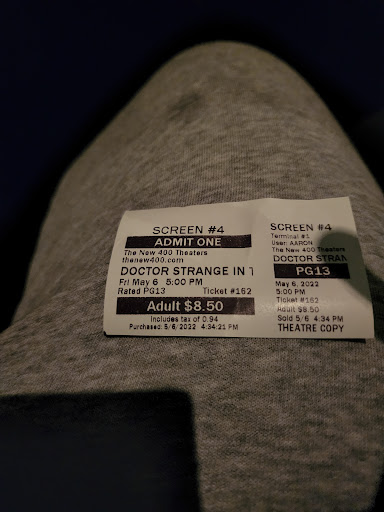 SCREEN #4
ADMIT ONE
The New 400 Theaters
thenew400.com
DOCTOR STRANGE IN
Fri May 6 5:00 PM
Rated PG13 Ticket #162
Adult $8.50
Includes tax of 0.94
Purchased: 5/6/2022 4:34:21 PM
SCREEN #4
Terminal #1
User: AARON
The New 400 Theaters
DOCTOR STRAN
PG13
May 6, 2022
5:00 PM
Ticket #162
Adult $8.50
Sold 5/6 4:34 PM
THEATRE COPY